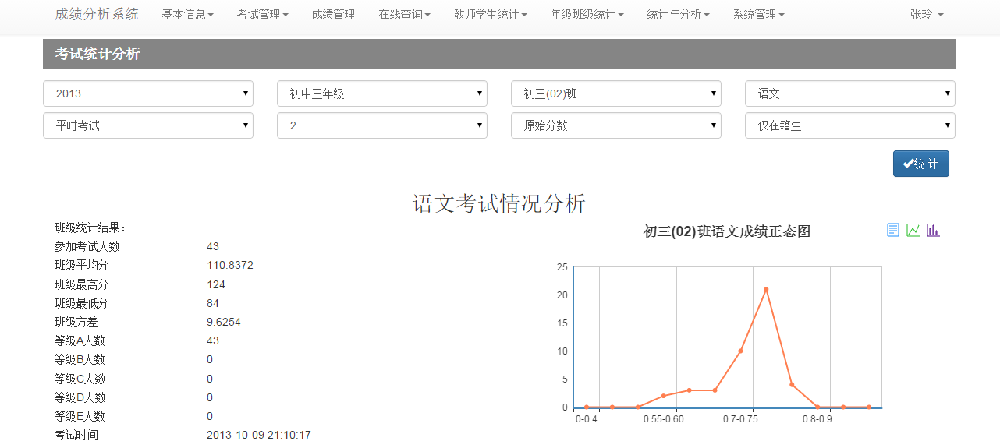 成绩分析系统 基本信息 考试管理 成绩管理 在线查询 教师学生统计 年级班级统计 统计与分析 系统管理 张玲
考试统计分析
2013 初中三年级 初三(02)班 语文
平时考试 2 原始分数 仅在籍生
统 计
语文考试情况分析
班级统计结果：
参加考试人数 43
班级平均分 110.8372
班级最高分 124
班级最低分 84
班级方差 9.6254
等级A人数 43
等级B人数 0
等级C人数 0
等级D人数 0
等级E人数 0
考试时间 2013-10-09 21:10:17
初三(02)班语文成绩正态图
25
20
15
10
5
0
0-0.4 0.55-0.60 0.7-0.75 0.8-0.9